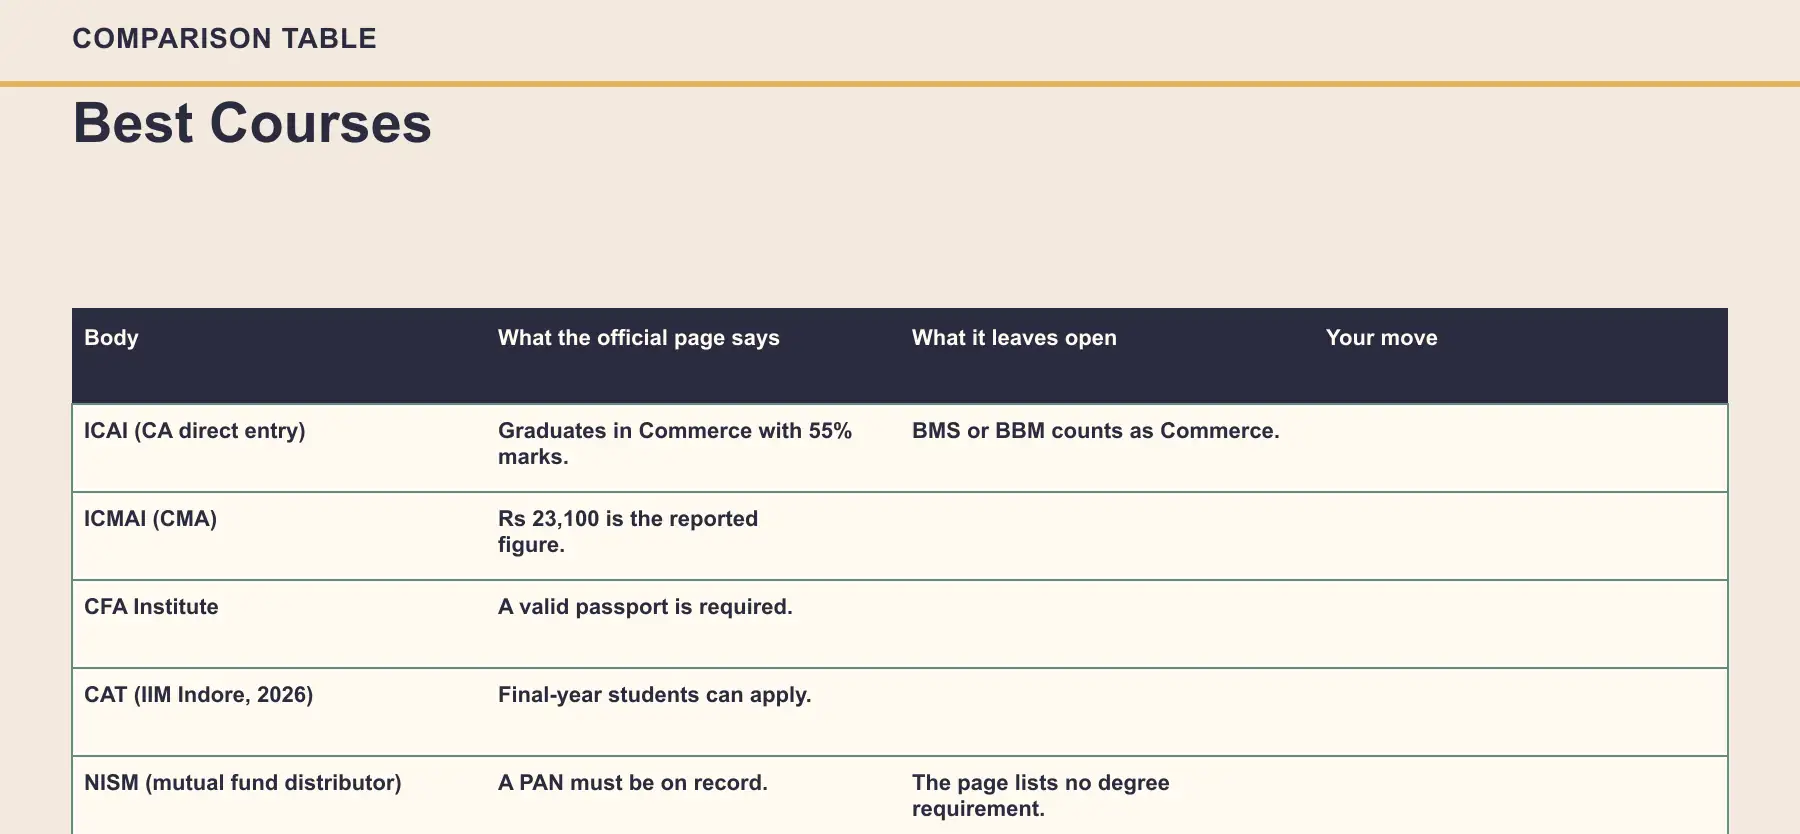 COMPARISON TABLE
Best Courses
Body What the official page says What it leaves open Your move
ICAI (CA direct entry) Graduates in Commerce with 55% BMS or BBM counts as Commerce.
marks.
ICMAI (CMA) Rs 23,100 is the reported
figure.
CFA Institute A valid passport is required.
CAT (IIM Indore, 2026) Final-year students can apply.
NISM (mutual fund distributor) A PAN must be on record. The page lists no degree
requirement.